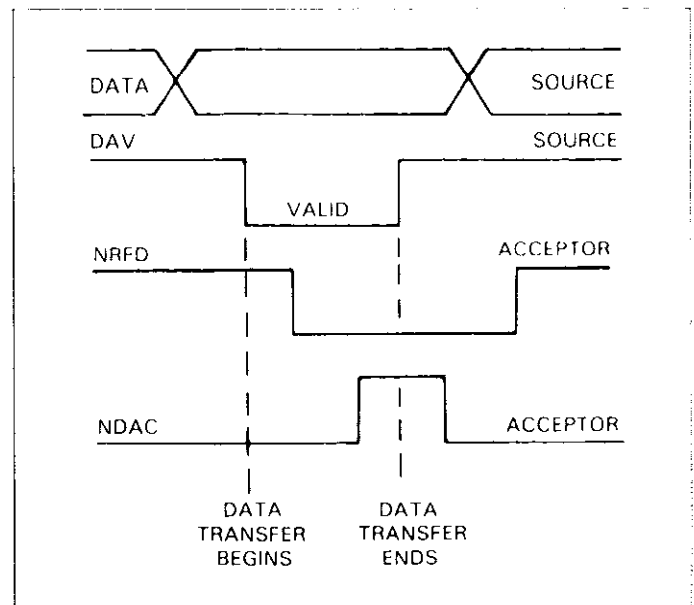 DATA SOURCE
DAV SOURCE
VALID
NRFD ACCEPTOR
NDAC ACCEPTOR
DATA TRANSFER BEGINS
DATA TRANSFER ENDS